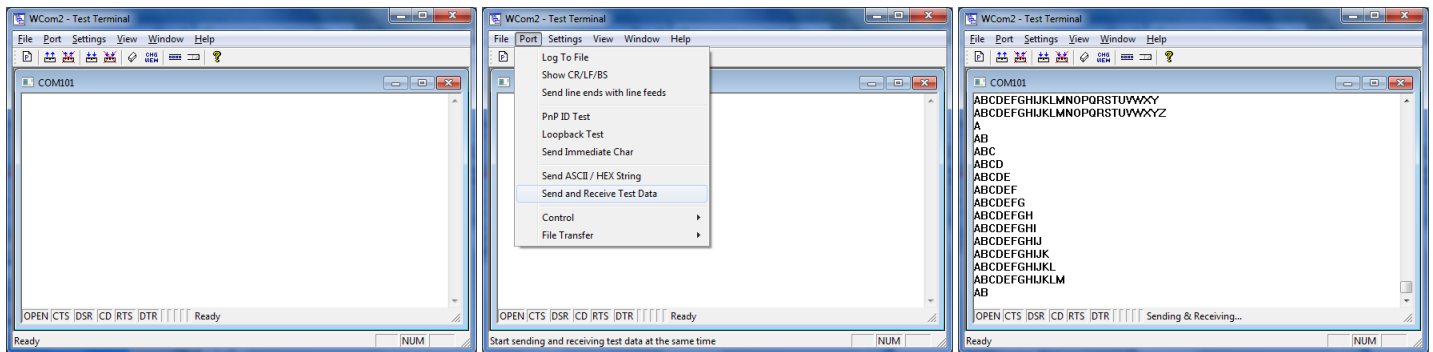 WCom2 - Test Terminal
File Port Settings View Window Help
CHG VIEW
COM101
OPEN CTS DSR CD RTS DTR Ready
Ready NUM
WCom2 - Test Terminal
File Port Settings View Window Help
Log To File
Show CR/LF/BS
Send line ends with line feeds
PnP ID Test
Loopback Test
Send Immediate Char
Send ASCII / HEX String
Send and Receive Test Data
Control
File Transfer
OPEN CTS DSR CD RTS DTR Ready
Start sending and receiving test data at the same time NUM
WCom2 - Test Terminal
File Port Settings View Window Help
CHG VIEW
COM101
ABCDEFGHIJKLMNOPQRSTUVWXY
ABCDEFGHIJKLMNOPQRSTUVWXYZ
A
AB
ABC
ABCD
ABCDE
ABCDEF
ABCDEFG
ABCDEFGH
ABCDEFGHI
ABCDEFGHIJ
ABCDEFGHIJK
ABCDEFGHIJKL
ABCDEFGHIJKLM
AB
OPEN CTS DSR CD RTS DTR Sending & Receiving...
Ready NUM